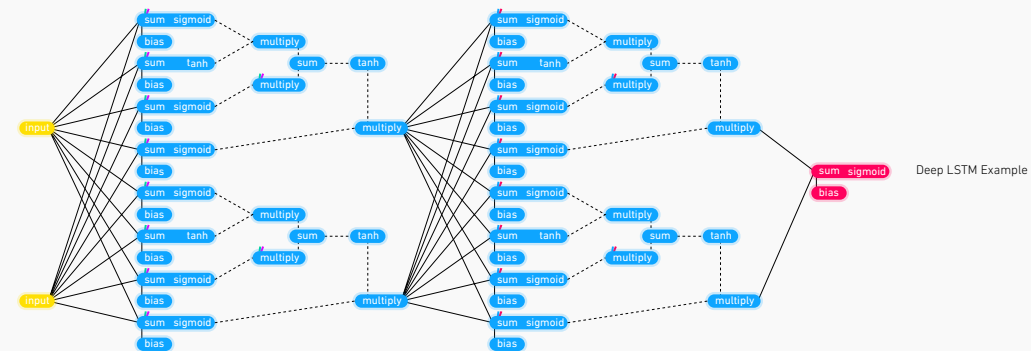 sum sigmoid sum sigmoid
bias multiply bias multiply
sum tanh sum tanh sum tanh sum tanh
bias multiply bias multiply
sum sigmoid sum sigmoid
input bias multiply bias multiply
sum sigmoid sum sigmoid
bias bias sum sigmoid Deep LSTM Example
sum sigmoid sum sigmoid bias
bias multiply bias multiply
sum tanh sum tanh sum tanh sum tanh
bias multiply bias multiply
sum sigmoid sum sigmoid
input bias multiply bias multiply
sum sigmoid sum sigmoid
bias bias